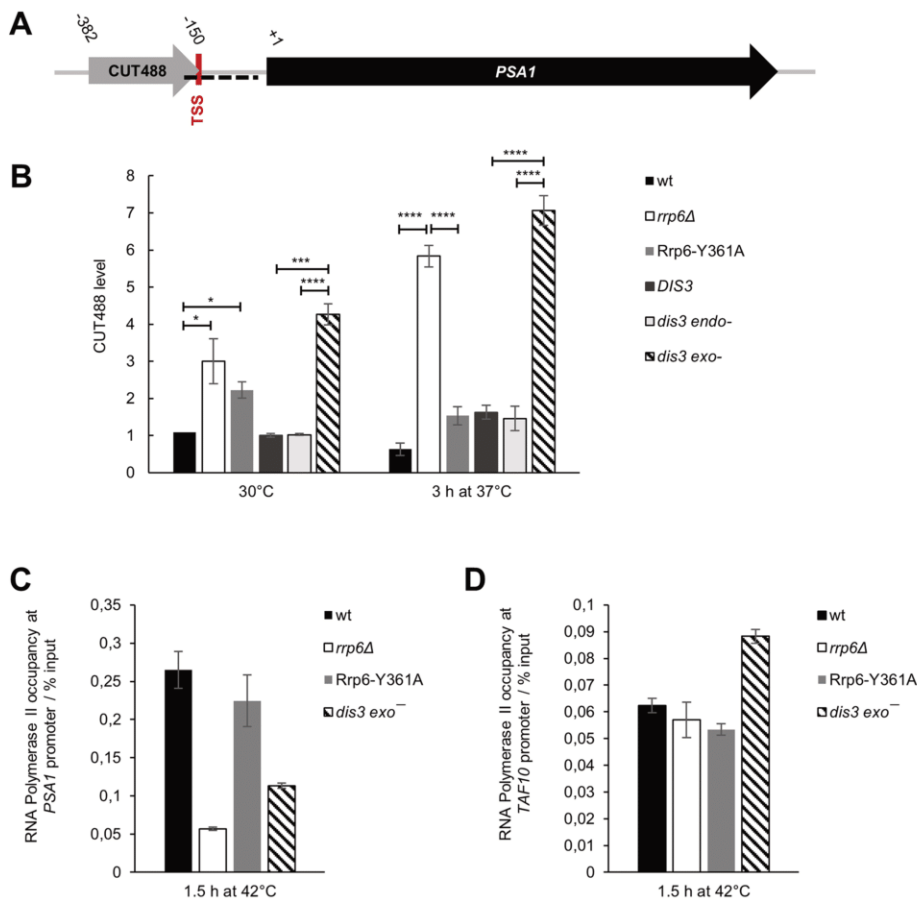 A
-382
-150
+1
CUT488
PSA1
TSS
B
CUT488 level
8
7
6
5
4
3
2
1
0
*
*
***
****
****
****
****
****
30°C
3 h at 37°C
wt
rrp6Δ
Rrp6-Y361A
DIS3
dis3 endo-
dis3 exo-
C
RNA Polymerase II occupancy at
PSA1 promoter / % input
0,35
0,3
0,25
0,2
0,15
0,1
0,05
0
1.5 h at 42°C
wt
rrp6Δ
Rrp6-Y361A
dis3 exo⁻
D
RNA Polymerase II occupancy at
TAF10 promoter / % input
0,1
0,09
0,08
0,07
0,06
0,05
0,04
0,03
0,02
0,01
0
1.5 h at 42°C
wt
rrp6Δ
Rrp6-Y361A
dis3 exo⁻